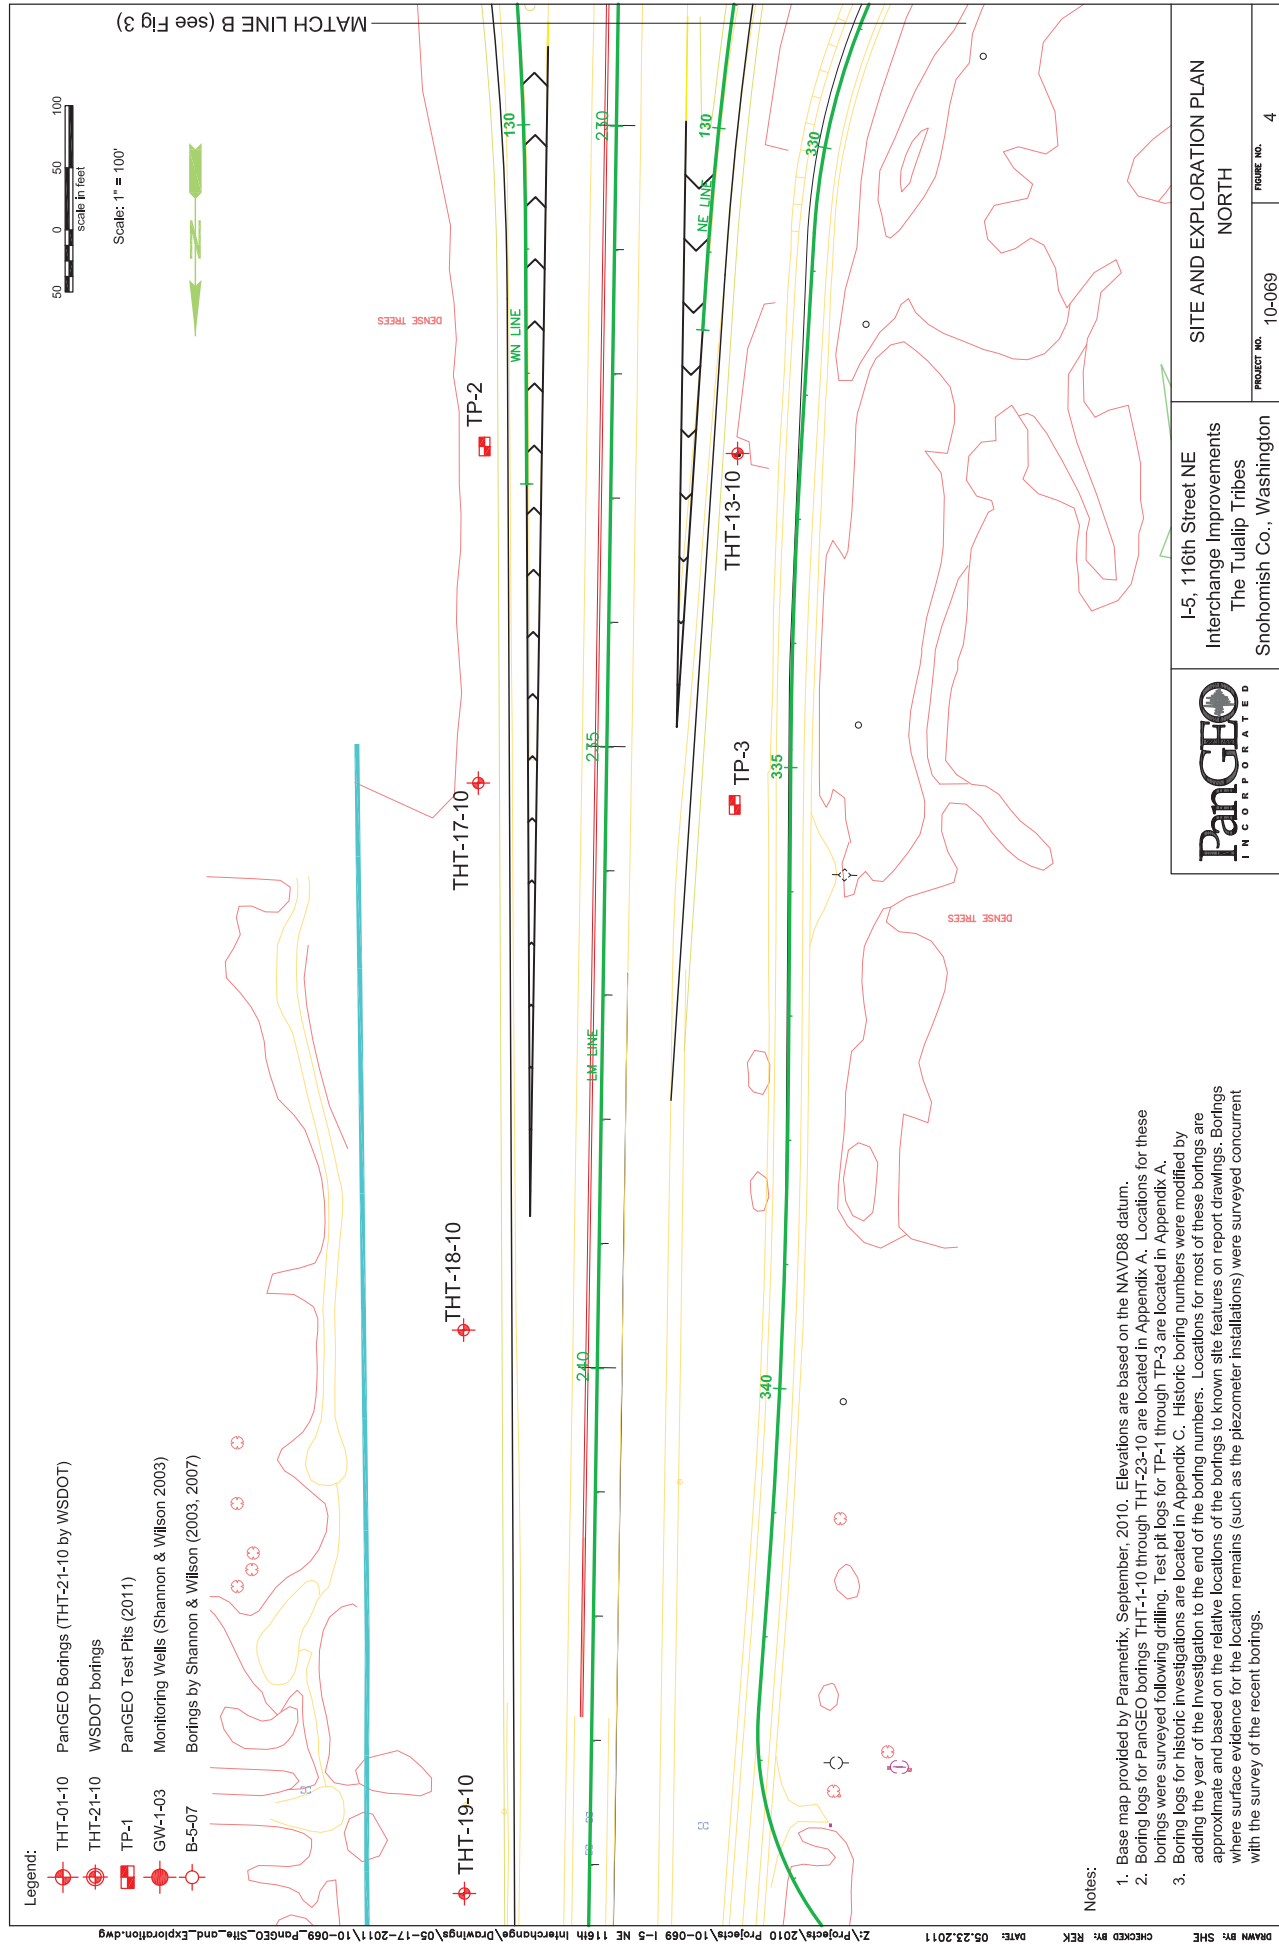 MATCH LINE B (see Fig 3)
50 0 50 100
scale in feet
Scale: 1" = 100'
N
DENSE TREES
WN LINE
130
230
130
NE LINE
330
TP-2
THT-13-10
THT-17-10
235
TP-3
335
DENSE TREES
LM LINE
THT-18-10
240
340
THT-19-10
Legend:
THT-01-10 PanGEO Borings (THT-21-10 by WSDOT)
THT-21-10 WSDOT borings
TP-1 PanGEO Test Pits (2011)
GW-1-03 Monitoring Wells (Shannon & Wilson 2003)
B-5-07 Borings by Shannon & Wilson (2003, 2007)
Notes:
1. Base map provided by Parametrix, September, 2010. Elevations are based on the NAVD88 datum.
2. Boring logs for PanGEO borings THT-1-10 through THT-23-10 are located in Appendix A. Locations for these
borings were surveyed following drilling. Test pit logs for TP-1 through TP-3 are located in Appendix A.
3. Boring logs for historic investigations are located in Appendix C. Historic boring numbers were modified by
adding the year of the investigation to the end of the boring numbers. Locations for most of these borings are
approximate and based on the relative locations of the borings to known site features on report drawings. Borings
where surface evidence for the location remains (such as the piezometer installations) were surveyed concurrent
with the survey of the recent borings.
PanGEO
INCORPORATED
I-5, 116th Street NE
Interchange Improvements
The Tulalip Tribes
Snohomish Co., Washington
SITE AND EXPLORATION PLAN
NORTH
PROJECT NO. 10-069
FIGURE NO. 4
Z:\Projects\2010 Projects\10-069 I-5 NE 116th Interchange\Drawings\05-17-2011\10-069_PanGEO_Site_and_Exploration.dwg
DATE: 05.23.2011
CHECKED BY: REK
DRAWN BY: SHE